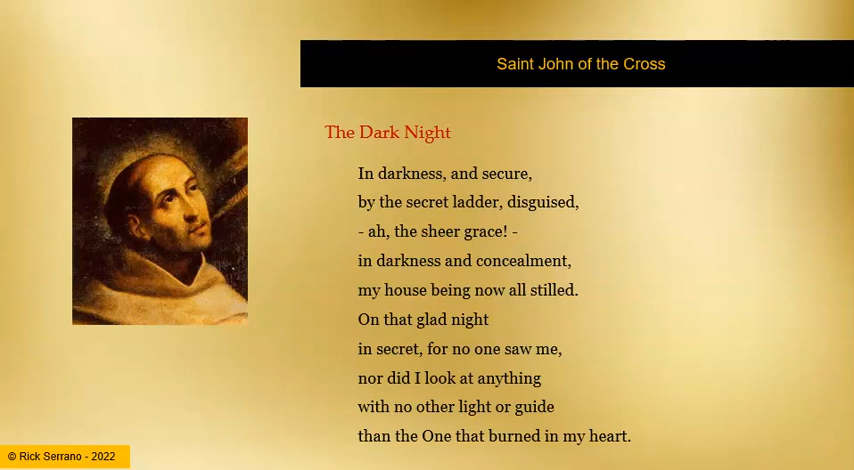 Saint John of the Cross
The Dark Night
In darkness, and secure,
by the secret ladder, disguised,
- ah, the sheer grace! -
in darkness and concealment,
my house being now all stilled.
On that glad night
in secret, for no one saw me,
nor did I look at anything
with no other light or guide
than the One that burned in my heart.
© Rick Serrano - 2022